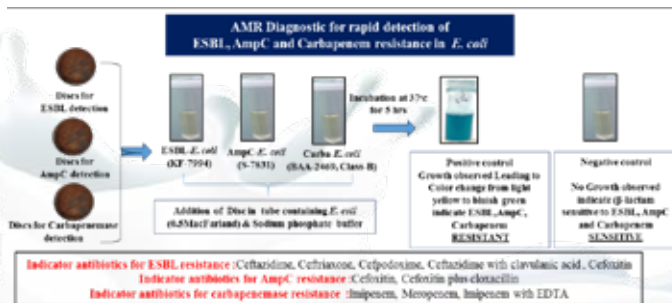 AMR Diagnostic for rapid detection of
ESBL, AmpC and Carbapenem resistance in E. coli
Discs for
ESBL detection
Discs for
AmpC detection
Discs for Carbapenemase
detection
ESBL-E. coli
(KF-7994)
AmpC-E. coli
(S-7831)
Carba E. coli
(BAA-2469, Class-B)
Addition of Disc in tube containing E. coli
(0.5MacFarland) & Sodium phosphate buffer
Incubation at 37°c
for 5 hrs
Positive control
Growth observed Leading to
Color change from light
yellow to bluish green
indicate ESBL,AmpC,
Carbapenem
RESISTANT
Negative control
No Growth observed
indicate (β-lactam
sensitive to ESBL, AmpC
and Carbapenem
SENSITIVE
Indicator antibiotics for ESBL resistance :Ceftazidime, Ceftriaxone, Cefpodoxime, Ceftazidime with clavulanic acid, Cefoxitin
Indicator antibiotics for AmpC resistance: Cefoxitin, Cefoxitin plus cloxacillin
Indicator antibiotics for carbapenemase resistance : Imipenem, Meropenem, Imipenem with EDTA